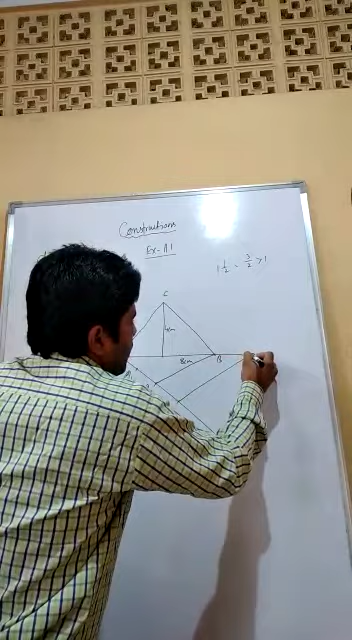 Constructions
Ex - 11.1
1 1/2 = 3/2 > 1
C
4cm
8cm
B